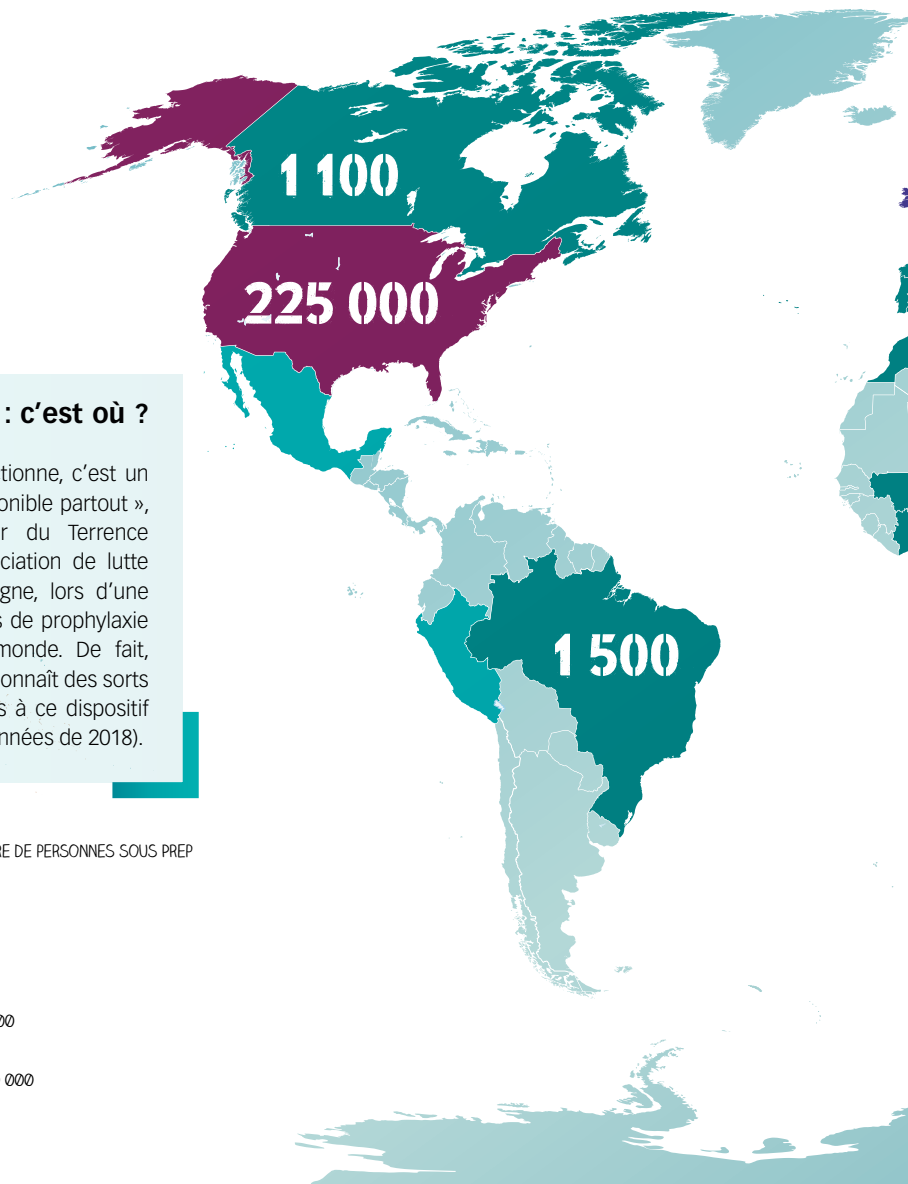 1 100
225 000
: c’est où ?
tionne, c’est un
onible partout »,
r du Terrence
ciation de lutte
gne, lors d’une
s de prophylaxie
monde. De fait,
onnaît des sorts
s à ce dispositif
nnées de 2018).
1 500
RE DE PERSONNES SOUS PREP
00
000